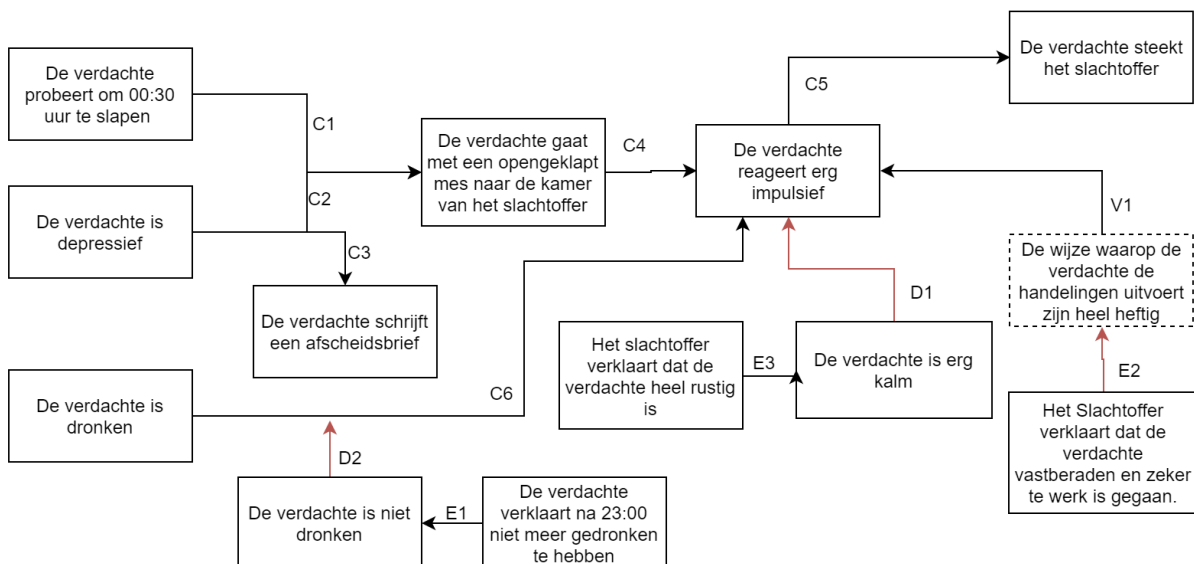 De verdachte
probeert om 00:30
uur te slapen
C1
De verdachte gaat
met een opengeklapt
mes naar de kamer
van het slachtoffer
C4
De verdachte
reageert erg
impulsief
C5
De verdachte steekt
het slachtoffer
De verdachte is
depressief
C2
C3
De verdachte schrijft
een afscheidsbrief
V1
De wijze waarop de
verdachte de
handelingen uitvoert
zijn heel heftig
D1
Het slachtoffer
verklaart dat de
verdachte heel rustig
is
E3
De verdachte is erg
kalm
E2
Het Slachtoffer
verklaart dat de
verdachte
vastberaden en zeker
te werk is gegaan.
De verdachte is
dronken
C6
D2
De verdachte is niet
dronken
E1
De verdachte
verklaart na 23:00
niet meer gedronken
te hebben